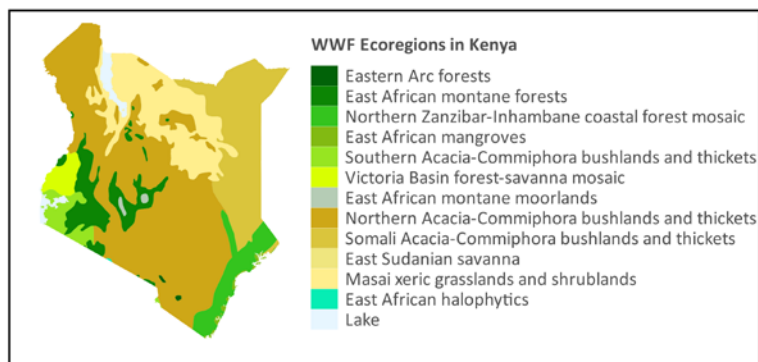 WWF Ecoregions in Kenya
Eastern Arc forests
East African montane forests
Northern Zanzibar-Inhambane coastal forest mosaic
East African mangroves
Southern Acacia-Commiphora bushlands and thickets
Victoria Basin forest-savanna mosaic
East African montane moorlands
Northern Acacia-Commiphora bushlands and thickets
Somali Acacia-Commiphora bushlands and thickets
East Sudanian savanna
Masai xeric grasslands and shrublands
East African halophytics
Lake